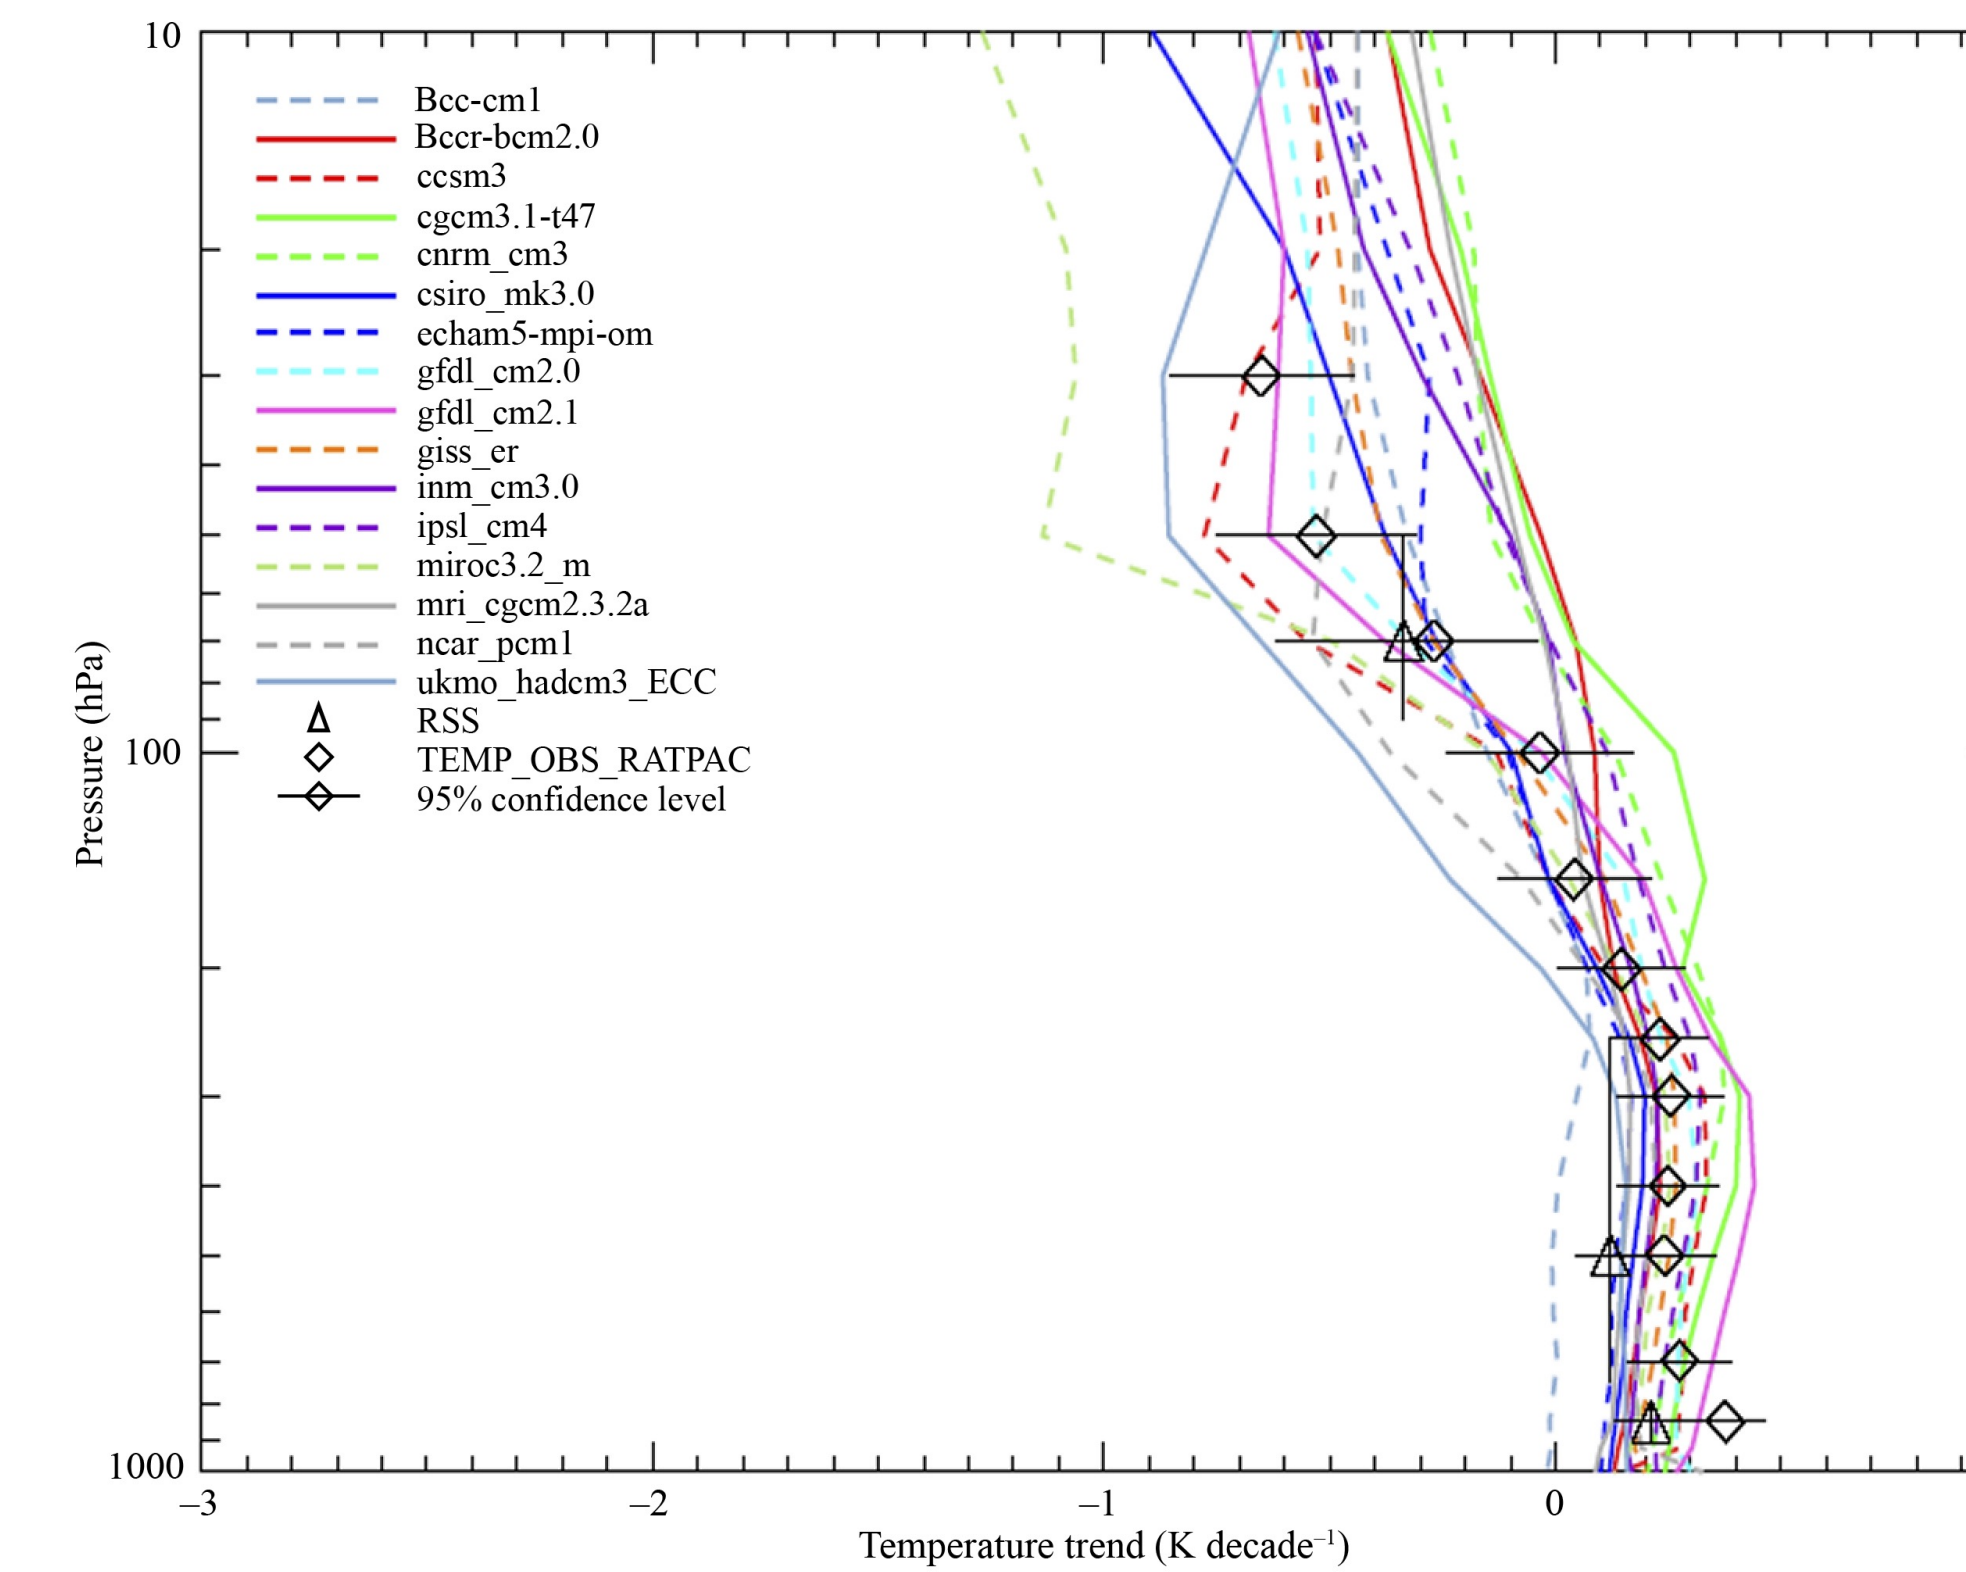 10
Bcc-cm1
Bccr-bcm2.0
ccsm3
cgcm3.1-t47
cnrm_cm3
csiro_mk3.0
echam5-mpi-om
gfdl_cm2.0
gfdl_cm2.1
giss_er
inm_cm3.0
ipsl_cm4
miroc3.2_m
mri_cgcm2.3.2a
ncar_pcm1
ukmo_hadcm3_ECC
RSS
TEMP_OBS_RATPAC
95% confidence level
Pressure (hPa)
100
1000
–3 –2 –1 0
Temperature trend (K decade⁻¹)